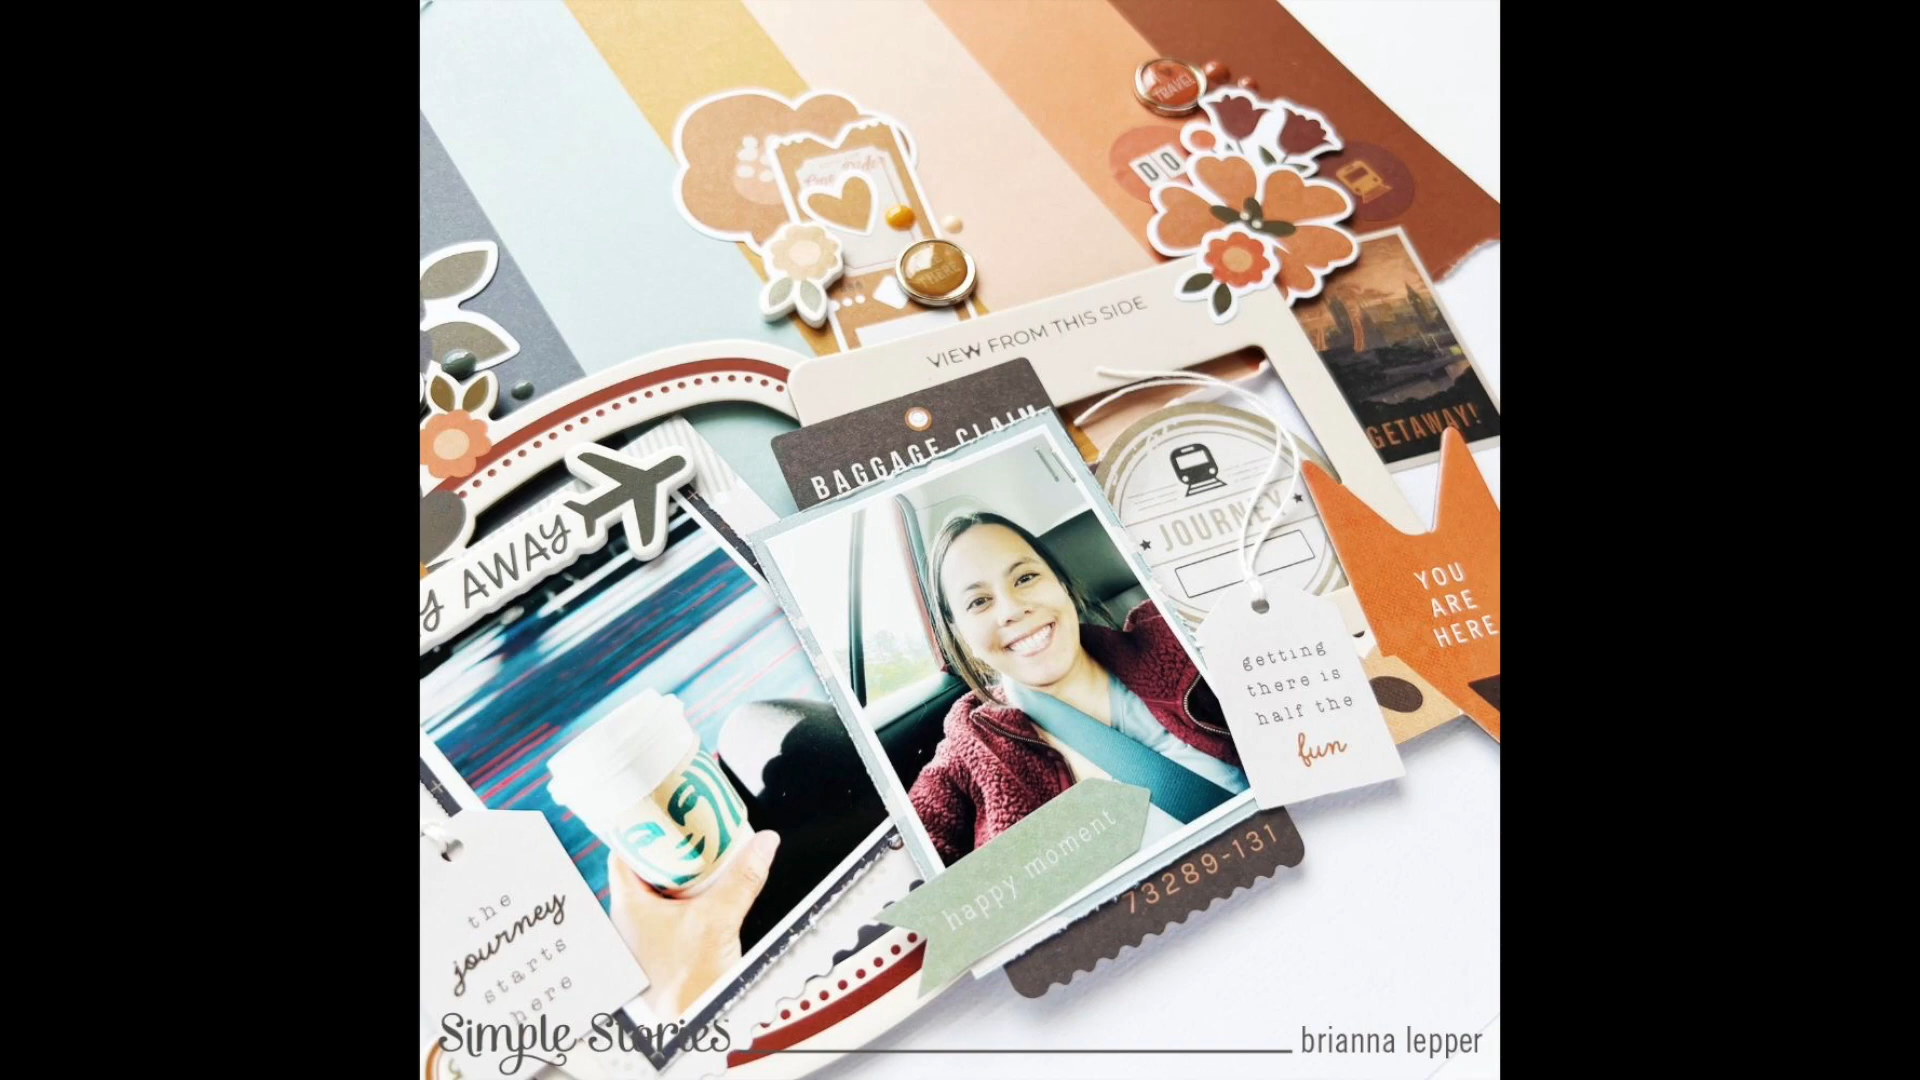 TRAVEL
DO
THERE
VIEW FROM THIS SIDE
BAGGAGE CLAIM
GETAWAY!
AWAY
JOURNEY
YOU
ARE
HERE
getting
there is
half the
fun
happy moment
73289-131
the
journey
starts
here
Simple Stories
brianna lepper